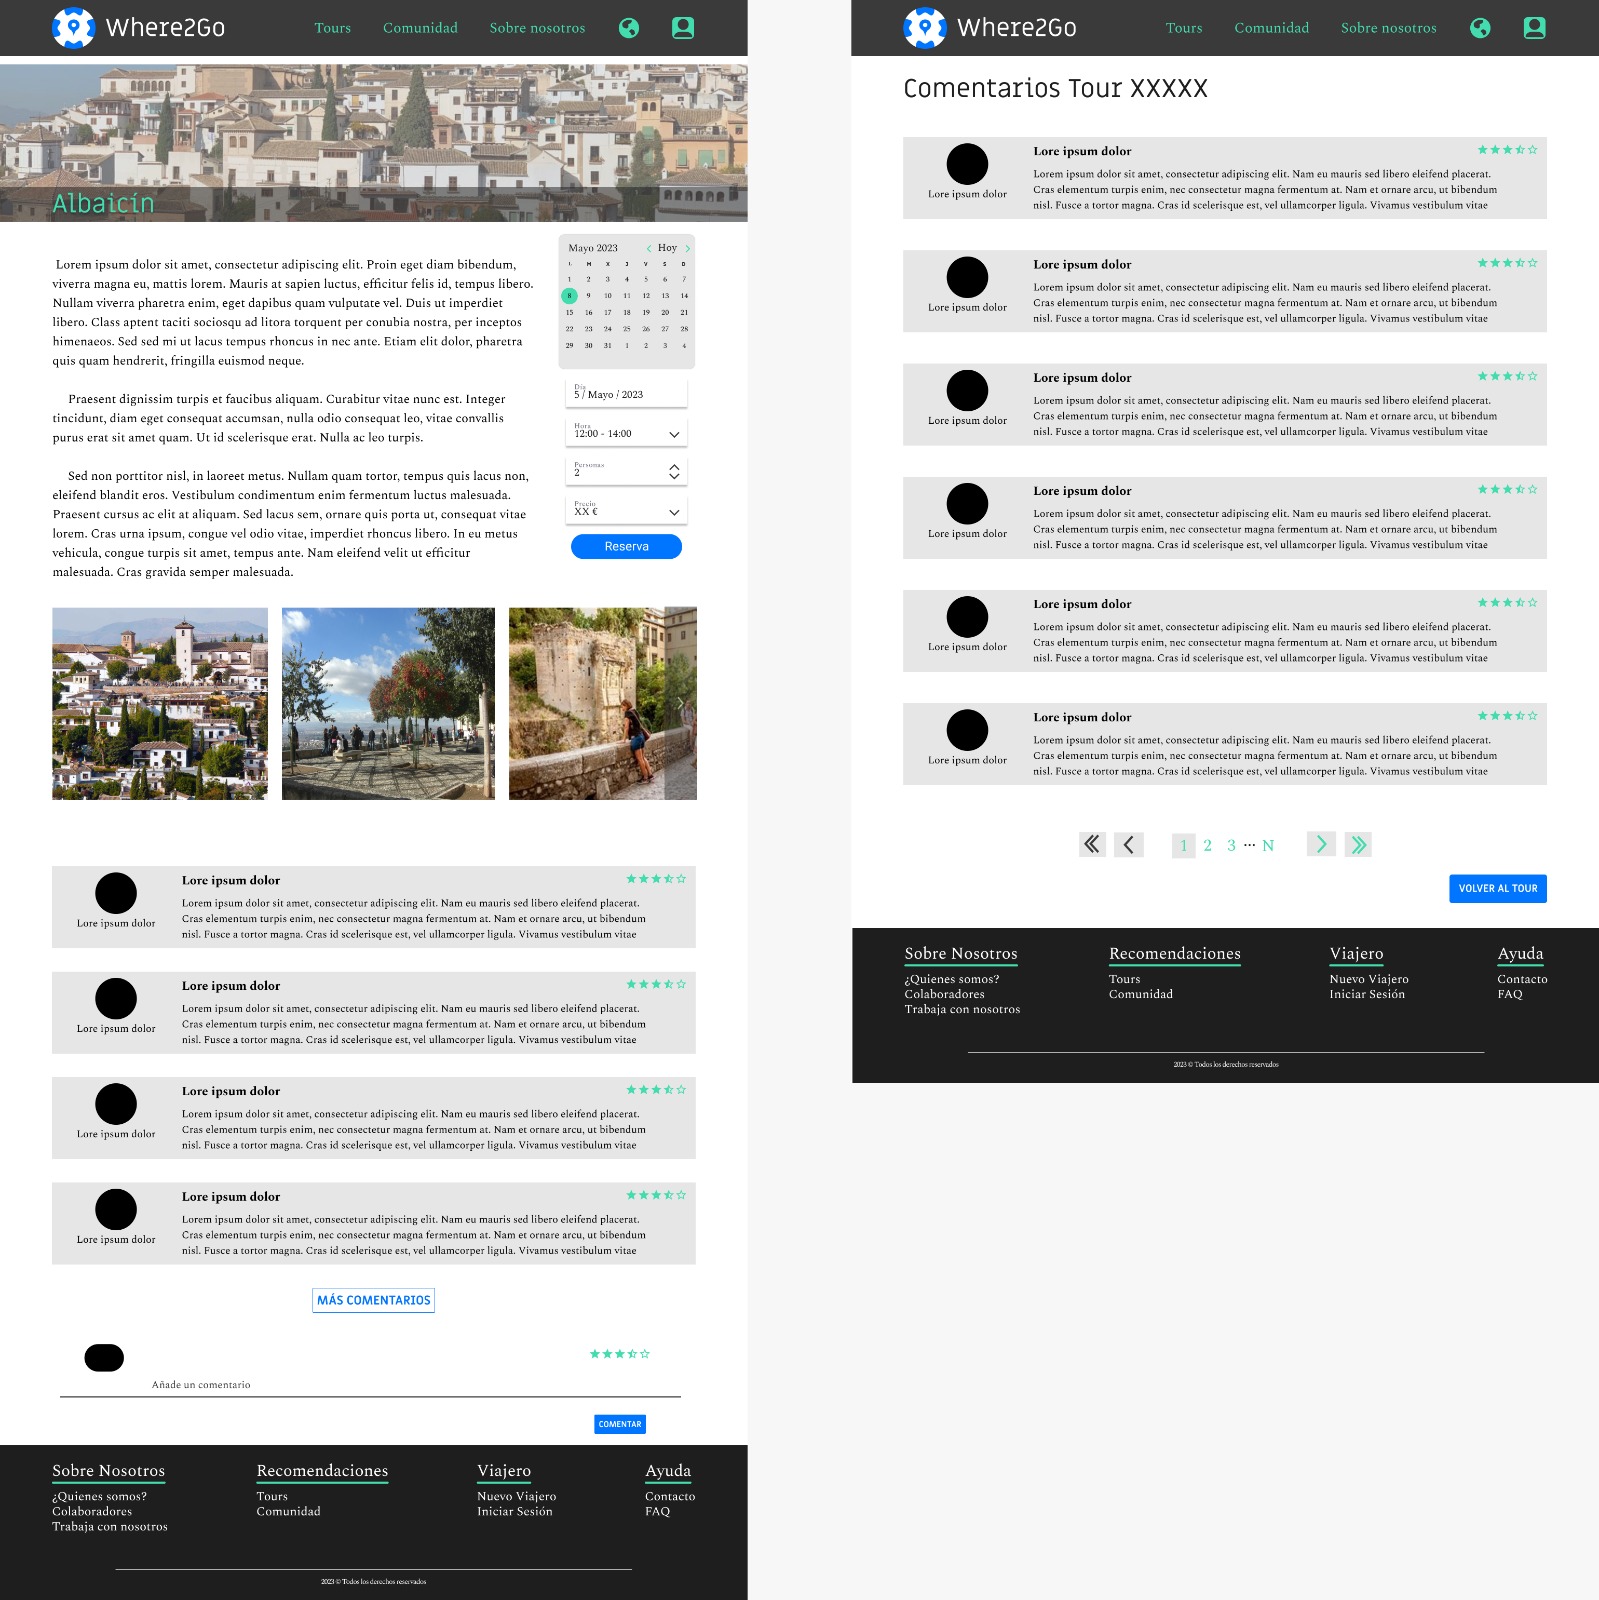 Where2Go
Tours Comunidad Sobre nosotros
Albaicín
Lorem ipsum dolor sit amet, consectetur adipiscing elit. Proin eget diam bibendum,
viverra magna eu, mattis lorem. Mauris at sapien luctus, efficitur felis id, tempus libero.
Nullam viverra pharetra enim, eget dapibus quam vulputate vel. Duis ut imperdiet
libero. Class aptent taciti sociosqu ad litora torquent per conubia nostra, per inceptos
himenaeos. Sed sed mi ut lacus tempus rhoncus in nec ante. Etiam elit dolor, pharetra
quis quam hendrerit, fringilla euismod neque.
Praesent dignissim turpis et faucibus aliquam. Curabitur vitae nunc est. Integer
tincidunt, diam eget consequat accumsan, nulla odio consequat leo, vitae convallis
purus erat sit amet quam. Ut id scelerisque erat. Nulla ac leo turpis.
Sed non porttitor nisl, in laoreet metus. Nullam quam tortor, tempus quis lacus non,
eleifend blandit eros. Vestibulum condimentum enim fermentum luctus malesuada.
Praesent cursus ac elit at aliquam. Sed lacus sem, ornare quis porta ut, consequat vitae
lorem. Cras urna ipsum, congue vel odio vitae, imperdiet rhoncus libero. In eu metus
vehicula, congue turpis sit amet, tempus ante. Nam eleifend velit ut efficitur
malesuada. Cras gravida semper malesuada.
Mayo 2023 < Hoy >
L M X J V S D
1 2 3 4 5 6 7
8 9 10 11 12 13 14
15 16 17 18 19 20 21
22 23 24 25 26 27 28
29 30 31 1 2 3 4
Día
5 / Mayo / 2023
Hora
12:00 - 14:00
Personas
2
Precio
XX €
Reserva
Lore ipsum dolor
Lore ipsum dolor
Lorem ipsum dolor sit amet, consectetur adipiscing elit. Nam eu mauris sed libero eleifend placerat.
Cras elementum turpis enim, nec consectetur magna fermentum at. Nam et ornare arcu, ut bibendum
nisl. Fusce a tortor magna. Cras id scelerisque est, vel ullamcorper ligula. Vivamus vestibulum vitae
Lore ipsum dolor
Lore ipsum dolor
Lorem ipsum dolor sit amet, consectetur adipiscing elit. Nam eu mauris sed libero eleifend placerat.
Cras elementum turpis enim, nec consectetur magna fermentum at. Nam et ornare arcu, ut bibendum
nisl. Fusce a tortor magna. Cras id scelerisque est, vel ullamcorper ligula. Vivamus vestibulum vitae
Lore ipsum dolor
Lore ipsum dolor
Lorem ipsum dolor sit amet, consectetur adipiscing elit. Nam eu mauris sed libero eleifend placerat.
Cras elementum turpis enim, nec consectetur magna fermentum at. Nam et ornare arcu, ut bibendum
nisl. Fusce a tortor magna. Cras id scelerisque est, vel ullamcorper ligula. Vivamus vestibulum vitae
Lore ipsum dolor
Lore ipsum dolor
Lorem ipsum dolor sit amet, consectetur adipiscing elit. Nam eu mauris sed libero eleifend placerat.
Cras elementum turpis enim, nec consectetur magna fermentum at. Nam et ornare arcu, ut bibendum
nisl. Fusce a tortor magna. Cras id scelerisque est, vel ullamcorper ligula. Vivamus vestibulum vitae
MÁS COMENTARIOS
Añade un comentario
COMENTAR
Sobre Nosotros
¿Quienes somos?
Colaboradores
Trabaja con nosotros
Recomendaciones
Tours
Comunidad
Viajero
Nuevo Viajero
Iniciar Sesión
Ayuda
Contacto
FAQ
2023 © Todos los derechos reservados
Where2Go
Tours Comunidad Sobre nosotros
Comentarios Tour XXXXX
Lore ipsum dolor
Lore ipsum dolor
Lorem ipsum dolor sit amet, consectetur adipiscing elit. Nam eu mauris sed libero eleifend placerat.
Cras elementum turpis enim, nec consectetur magna fermentum at. Nam et ornare arcu, ut bibendum
nisl. Fusce a tortor magna. Cras id scelerisque est, vel ullamcorper ligula. Vivamus vestibulum vitae
Lore ipsum dolor
Lore ipsum dolor
Lorem ipsum dolor sit amet, consectetur adipiscing elit. Nam eu mauris sed libero eleifend placerat.
Cras elementum turpis enim, nec consectetur magna fermentum at. Nam et ornare arcu, ut bibendum
nisl. Fusce a tortor magna. Cras id scelerisque est, vel ullamcorper ligula. Vivamus vestibulum vitae
Lore ipsum dolor
Lore ipsum dolor
Lorem ipsum dolor sit amet, consectetur adipiscing elit. Nam eu mauris sed libero eleifend placerat.
Cras elementum turpis enim, nec consectetur magna fermentum at. Nam et ornare arcu, ut bibendum
nisl. Fusce a tortor magna. Cras id scelerisque est, vel ullamcorper ligula. Vivamus vestibulum vitae
Lore ipsum dolor
Lore ipsum dolor
Lorem ipsum dolor sit amet, consectetur adipiscing elit. Nam eu mauris sed libero eleifend placerat.
Cras elementum turpis enim, nec consectetur magna fermentum at. Nam et ornare arcu, ut bibendum
nisl. Fusce a tortor magna. Cras id scelerisque est, vel ullamcorper ligula. Vivamus vestibulum vitae
Lore ipsum dolor
Lore ipsum dolor
Lorem ipsum dolor sit amet, consectetur adipiscing elit. Nam eu mauris sed libero eleifend placerat.
Cras elementum turpis enim, nec consectetur magna fermentum at. Nam et ornare arcu, ut bibendum
nisl. Fusce a tortor magna. Cras id scelerisque est, vel ullamcorper ligula. Vivamus vestibulum vitae
Lore ipsum dolor
Lore ipsum dolor
Lorem ipsum dolor sit amet, consectetur adipiscing elit. Nam eu mauris sed libero eleifend placerat.
Cras elementum turpis enim, nec consectetur magna fermentum at. Nam et ornare arcu, ut bibendum
nisl. Fusce a tortor magna. Cras id scelerisque est, vel ullamcorper ligula. Vivamus vestibulum vitae
1 2 3 ... N
VOLVER AL TOUR
Sobre Nosotros
¿Quienes somos?
Colaboradores
Trabaja con nosotros
Recomendaciones
Tours
Comunidad
Viajero
Nuevo Viajero
Iniciar Sesión
Ayuda
Contacto
FAQ
2023 © Todos los derechos reservados